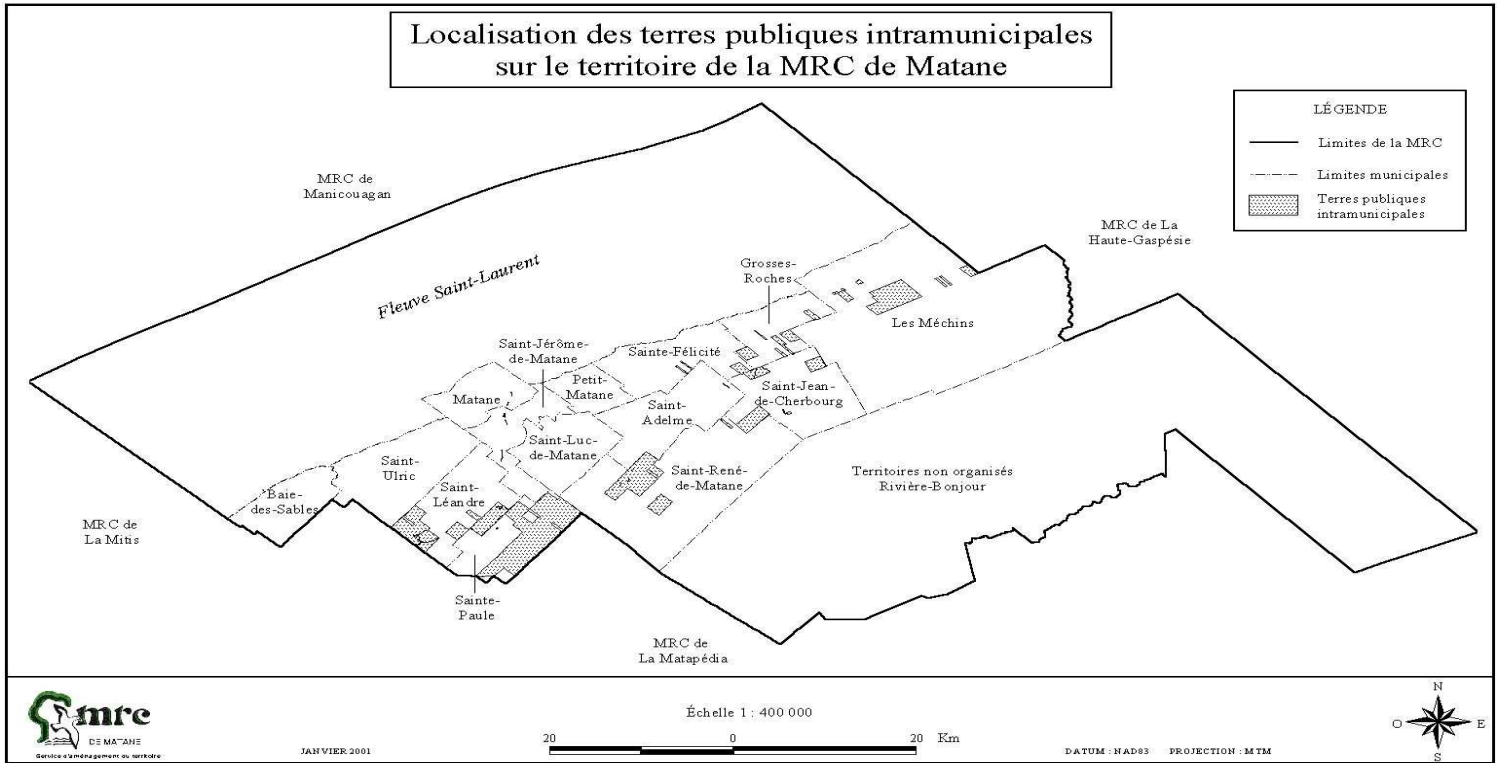 Localisation des terres publiques intramunicipales
sur le territoire de la MRC de Matane
LÉGENDE
Limites de la MRC
Limites municipales
Terres publiques
intramunicipales
MRC de
Manicouagan
MRC de La
Haute-Gaspésie
Fleuve Saint-Laurent
Grosses-
Roches
Les Méchins
Saint-Jérôme-
de-Matane
Sainte-Félicité
Petit-
Matane
Matane
Saint-Jean-
de-Cherbourg
Saint-
Adelme
Saint-Luc-
de-Matane
Saint-
Ulric
Saint-René-
de-Matane
Territoires non organisés
Rivière-Bonjour
Saint-
Léandre
Baie-
des-Sables
MRC de
La Mitis
Sainte-
Paule
MRC de
La Matapédia
mrc
DE MATANE
Service d'aménagement du territoire
JANVIER 2001
Échelle 1 : 400 000
20 0 20 Km
DATUM : NAD83 PROJECTION : MTM
N
O E
S